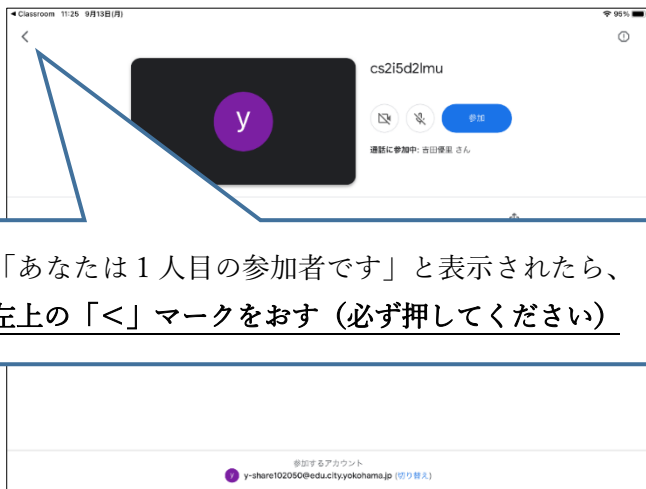 ◀ Classroom 11:25 9月13日(月) 95%
cs2i5d2lmu
y
参加
通話に参加中: 吉田優里 さん
「あなたは１人目の参加者です」と表示されたら、
左上の「＜」マークをおす（必ず押してください）
参加するアカウント
y y-share102050@edu.city.yokohama.jp (切り替え)